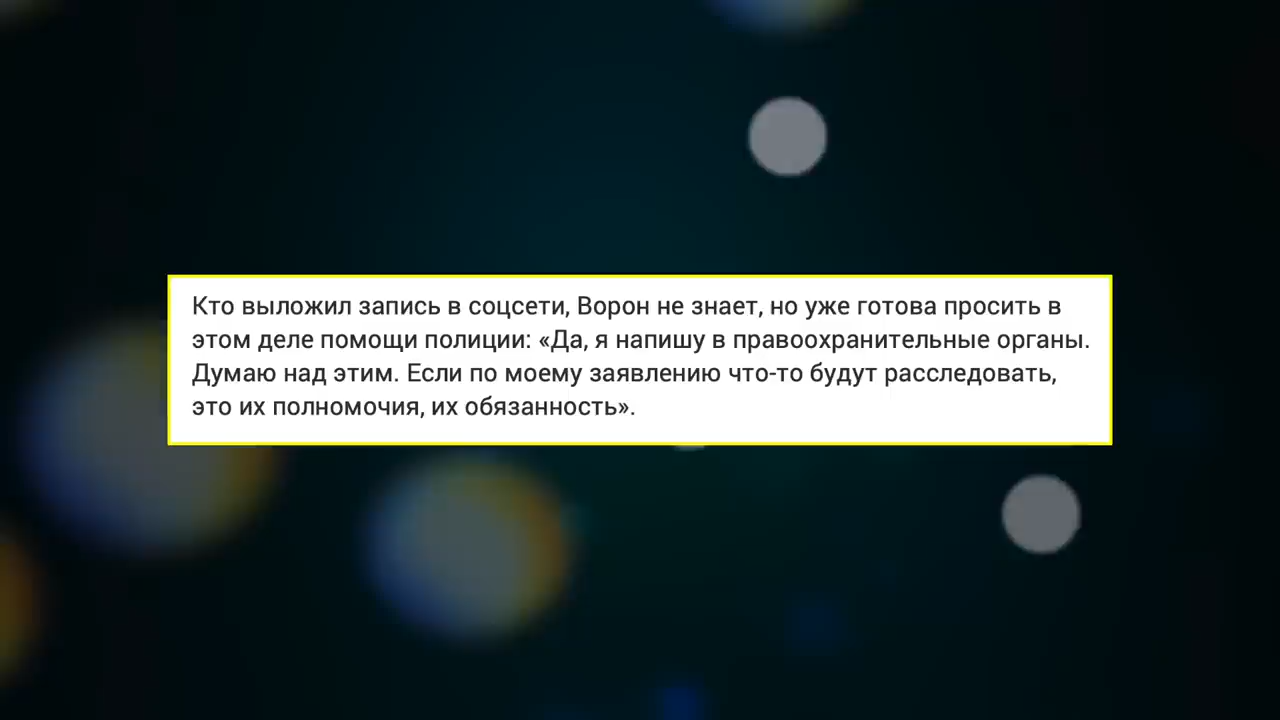 Кто выложил запись в соцсети, Ворон не знает, но уже готова просить в
этом деле помощи полиции: «Да, я напишу в правоохранительные органы.
Думаю над этим. Если по моему заявлению что-то будут расследовать,
это их полномочия, их обязанность».